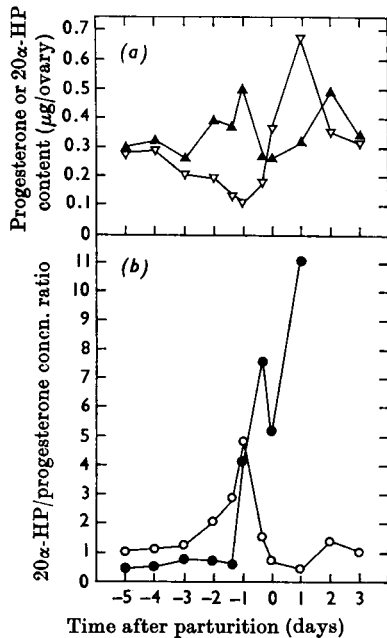 Progesterone or 20α-HP
content (μg/ovary)
0.7
0.6
0.5
0.4
0.3
0.2
0.1
0
(a)
20α-HP/progesterone concn. ratio
11
10
9
8
7
6
5
4
3
2
1
0
(b)
−5 −4 −3 −2 −1 0 1 2 3
Time after parturition (days)